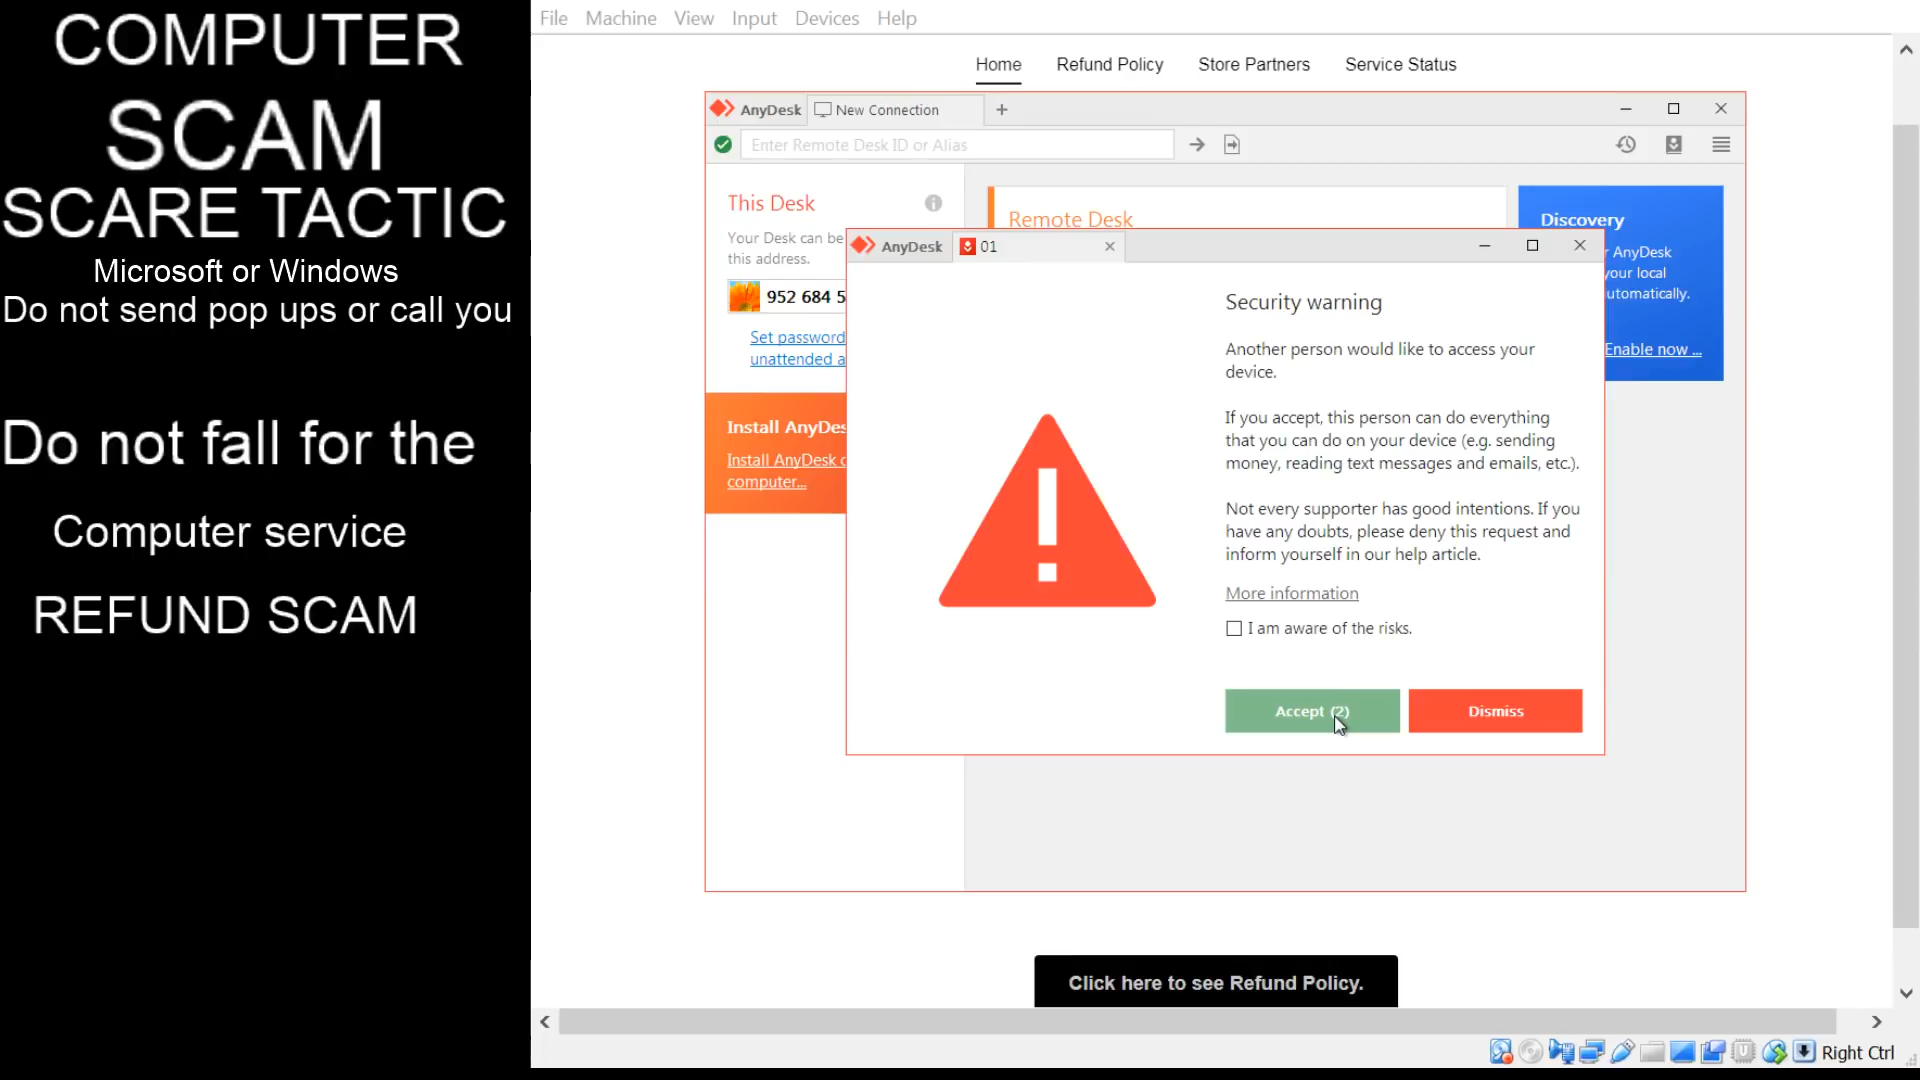 COMPUTER
SCAM
SCARE TACTIC
Microsoft or Windows
Do not send pop ups or call you
Do not fall for the
Computer service
REFUND SCAM
File Machine View Input Devices Help
Home Refund Policy Store Partners Service Status
AnyDesk New Connection +
Enter Remote Desk ID or Alias
This Desk
Your Desk can be
this address.
952 684 5
Set password
unattended a
Install AnyDes
Install AnyDesk
computer...
Remote Desk
Discovery
AnyDesk
your local
utomatically.
Enable now ...
AnyDesk 01
Security warning
Another person would like to access your
device.
If you accept, this person can do everything
that you can do on your device (e.g. sending
money, reading text messages and emails, etc.).
Not every supporter has good intentions. If you
have any doubts, please deny this request and
inform yourself in our help article.
More information
I am aware of the risks.
Accept (2) Dismiss
Click here to see Refund Policy.
Right Ctrl